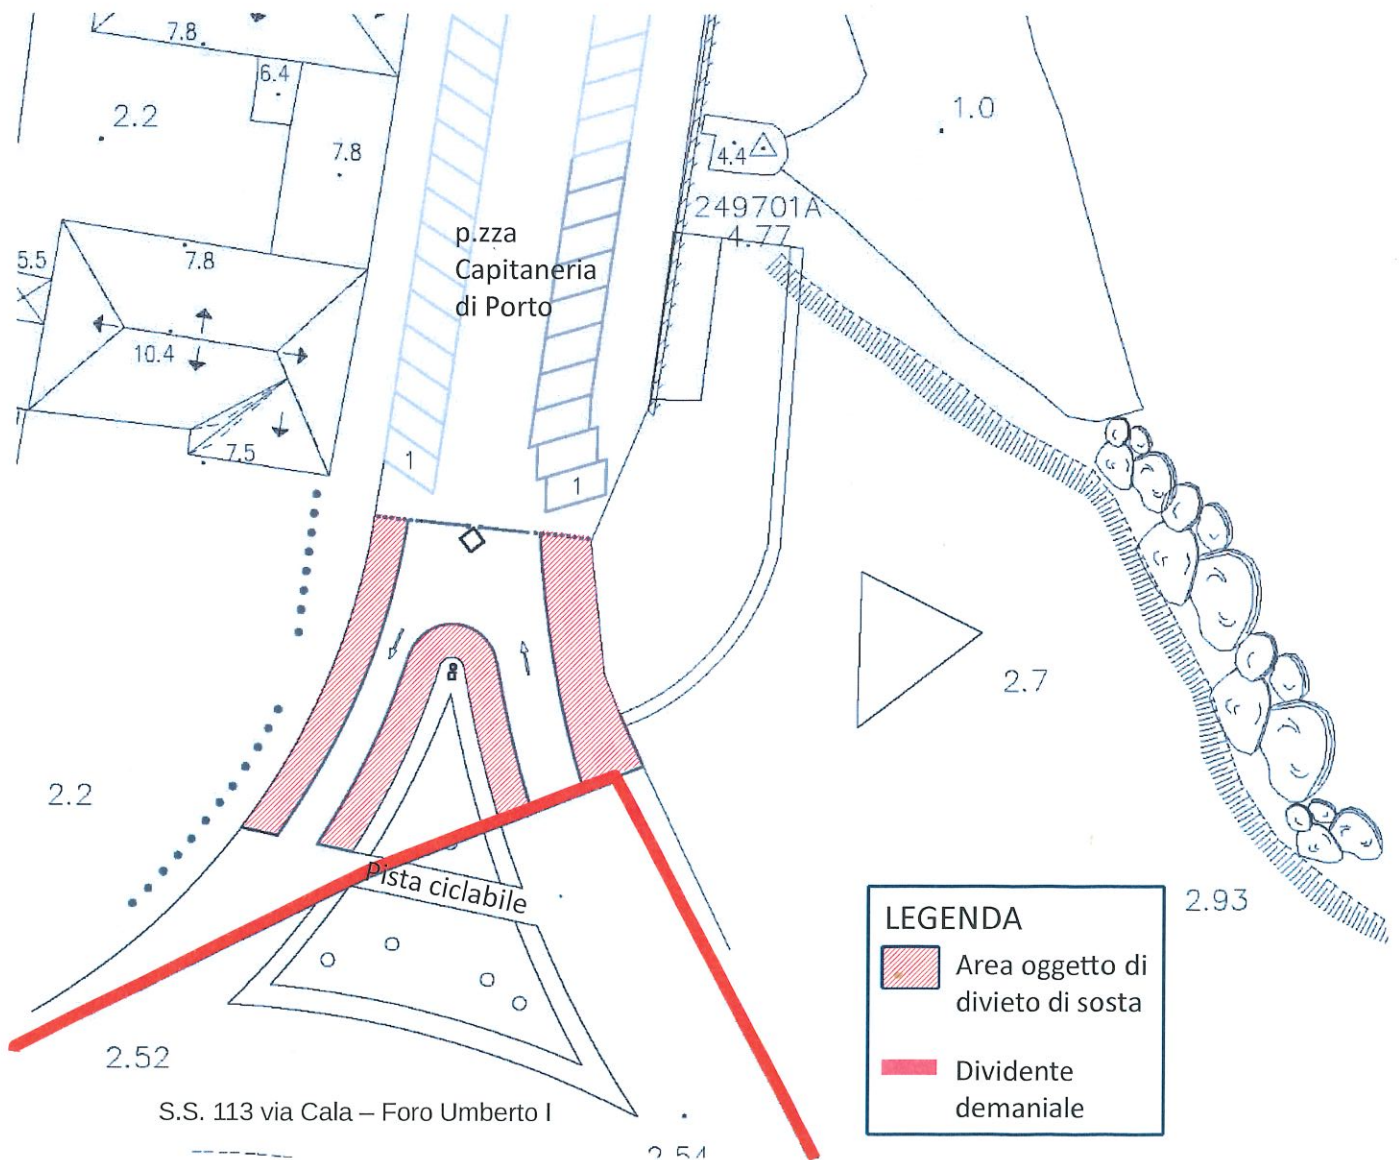 7.8
6.4
2.2
7.8
1.0
4.4
249701A
4.77
p.zza
Capitaneria
di Porto
5.5
7.8
10.4
7.5
1
1
2.7
2.2
Pista ciclabile
2.93
LEGENDA
Area oggetto di
divieto di sosta
Dividente
demaniale
2.52
S.S. 113 via Cala – Foro Umberto I
2.54